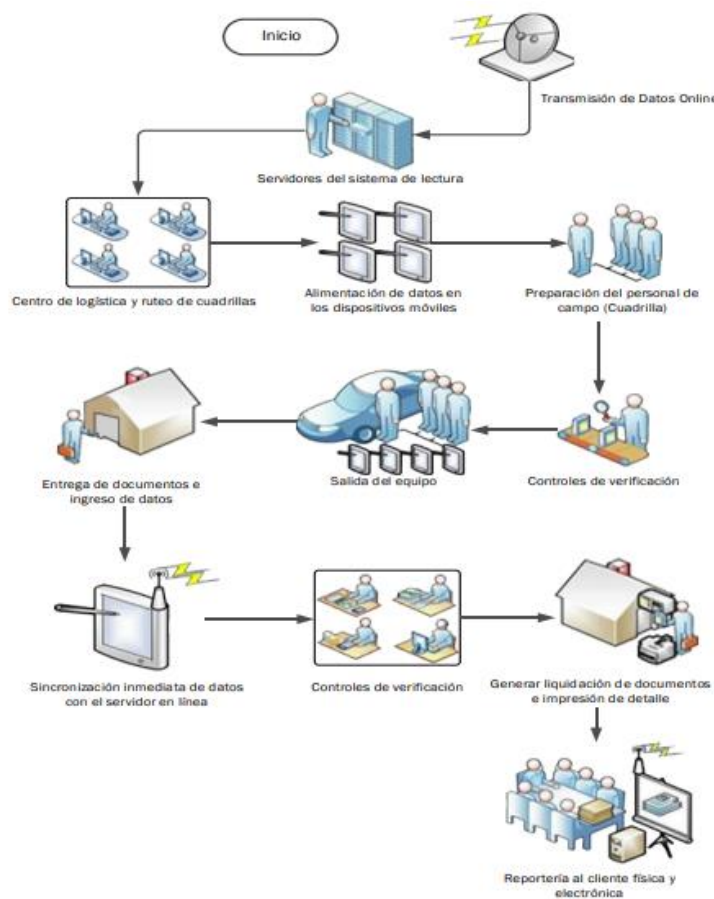 Inicio
Transmisión de Datos Online
Servidores del sistema de lectura
Centro de logística y ruteo de cuadrillas
Alimentación de datos en
los dispositivos móviles
Preparación del personal de
campo (Cuadrilla)
Entrega de documentos e
ingreso de datos
Salida del equipo
Controles de verificación
Sincronización inmediata de datos
con el servidor en línea
Controles de verificación
Generar liquidación de documentos
e impresión de detalle
Reportería al cliente física y
electrónica